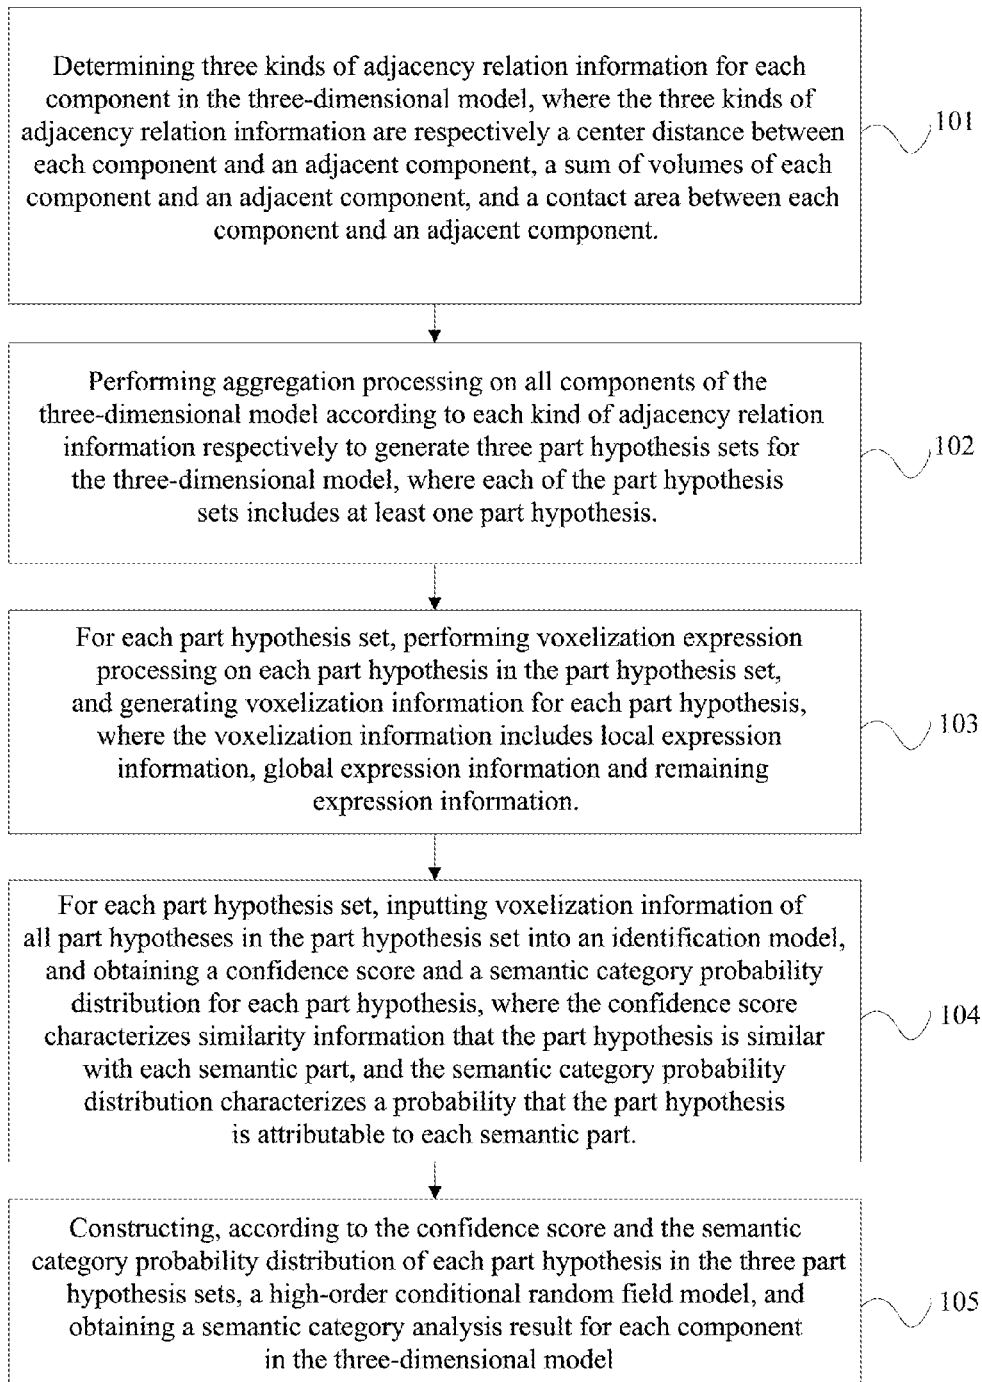 Determining three kinds of adjacency relation information for each
component in the three-dimensional model, where the three kinds of
adjacency relation information are respectively a center distance between
each component and an adjacent component, a sum of volumes of each
component and an adjacent component, and a contact area between each
component and an adjacent component.
101
Performing aggregation processing on all components of the
three-dimensional model according to each kind of adjacency relation
information respectively to generate three part hypothesis sets for
the three-dimensional model, where each of the part hypothesis
sets includes at least one part hypothesis.
102
For each part hypothesis set, performing voxelization expression
processing on each part hypothesis in the part hypothesis set,
and generating voxelization information for each part hypothesis,
where the voxelization information includes local expression
information, global expression information and remaining
expression information.
103
For each part hypothesis set, inputting voxelization information of
all part hypotheses in the part hypothesis set into an identification model,
and obtaining a confidence score and a semantic category probability
distribution for each part hypothesis, where the confidence score
characterizes similarity information that the part hypothesis is similar
with each semantic part, and the semantic category probability
distribution characterizes a probability that the part hypothesis
is attributable to each semantic part.
104
Constructing, according to the confidence score and the semantic
category probability distribution of each part hypothesis in the three part
hypothesis sets, a high-order conditional random field model, and
obtaining a semantic category analysis result for each component
in the three-dimensional model
105